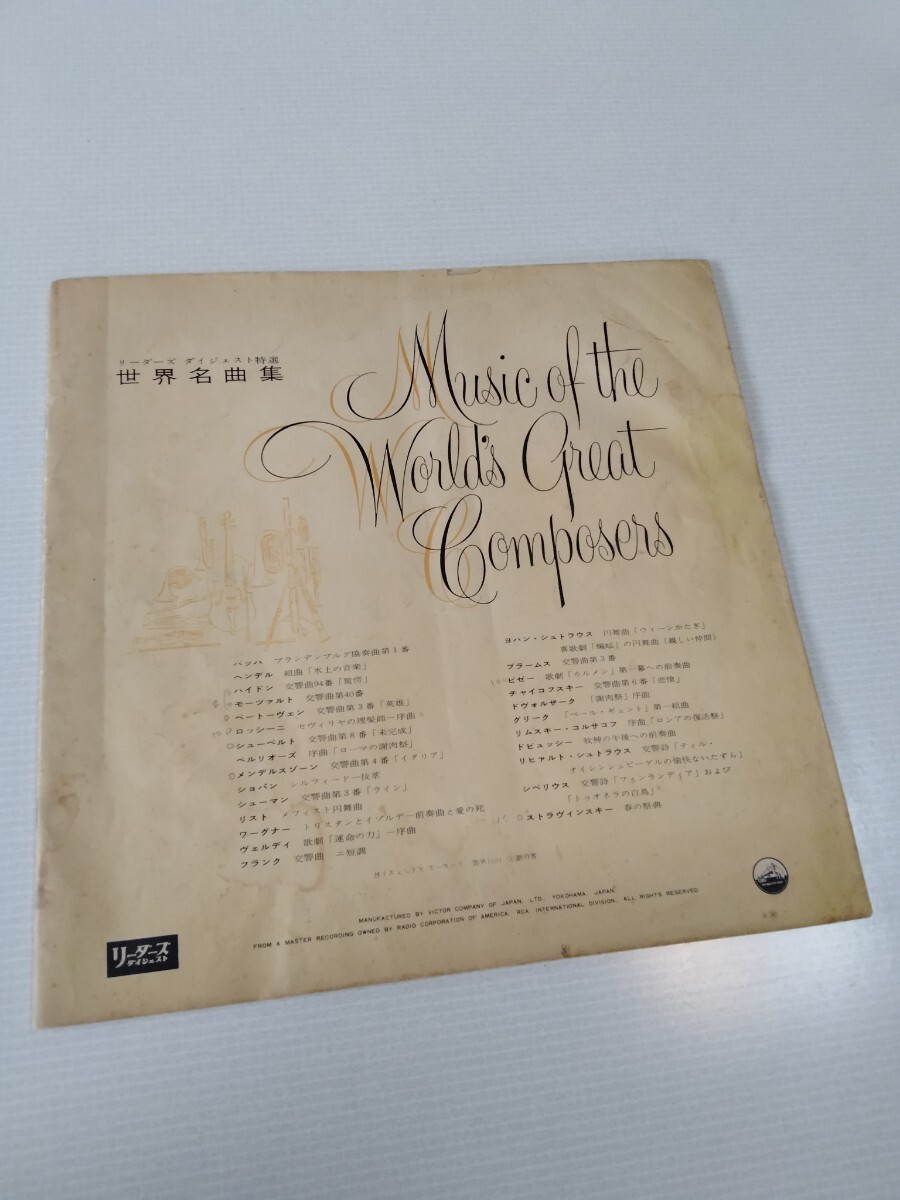 リーダーズ ダイジェスト特選
世界名曲集
Music of the
World's Great
Composers
バッハ ブランデンブルグ協奏曲第1番
ヘンデル 組曲「水上の音楽」
ハイドン 交響曲94番「驚愕」
モーツァルト 交響曲第40番
ベートーヴェン 交響曲第3番「英雄」
ロッシーニ セヴィリヤの理髪師―序曲
シューベルト 交響曲第8番「未完成」
ベルリオーズ 序曲「ローマの謝肉祭」
メンデルスゾーン 交響曲第4番「イタリア」
ショパン シルフィード―抜萃
シューマン 交響曲第3番「ライン」
リスト メフィスト円舞曲
ワーグナー トリスタンとイゾルデ―前奏曲と愛の死
ヴェルディ 歌劇「運命の力」―序曲
フランク 交響曲 ニ短調
ヨハン・シュトラウス 円舞曲「ウィーンかたぎ」
喜歌劇「蝙蝠」の円舞曲（親しい仲間）
ブラームス 交響曲第3番
ビゼー 歌劇「カルメン」第一幕への前奏曲
チャイコフスキー 交響曲第6番「悲愴」
ドヴォルザーク 「謝肉祭」序曲
グリーク 「ペール・ギュント」第一組曲
リムスキー・コルサコフ 序曲「ロシアの復活祭」
ドビュッシー 牧神の午後への前奏曲
リヒァルト・シュトラウス 交響詩「ティル・
オイレンシュピーゲルの愉快ないたずら」
シベリウス 交響詩「フィンランディア」および
「トゥオネラの白鳥」
ストラヴィンスキー 春の祭典
MANUFACTURED BY VICTOR COMPANY OF JAPAN, LTD., YOKOHAMA, JAPAN.
FROM A MASTER RECORDING OWNED BY RADIO CORPORATION OF AMERICA. RCA INTERNATIONAL DIVISION. ALL RIGHTS RESERVED.
リーダーズ
ダイジェスト